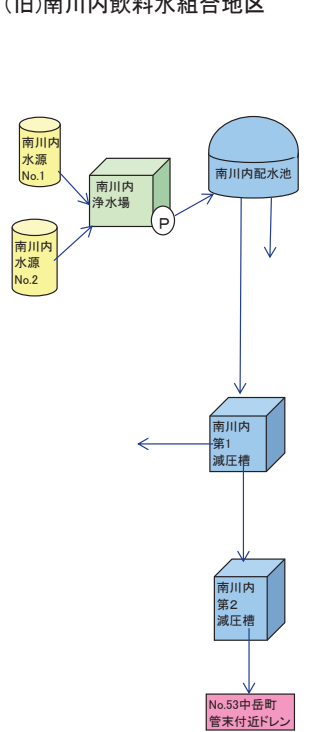 (旧)南川内飲料水組合地区
南川内
水源
No.1
南川内
浄水場
P
南川内配水池
南川内
水源
No.2
南川内
第1
減圧槽
南川内
第2
減圧槽
No.53中岳町
管末付近ドレン